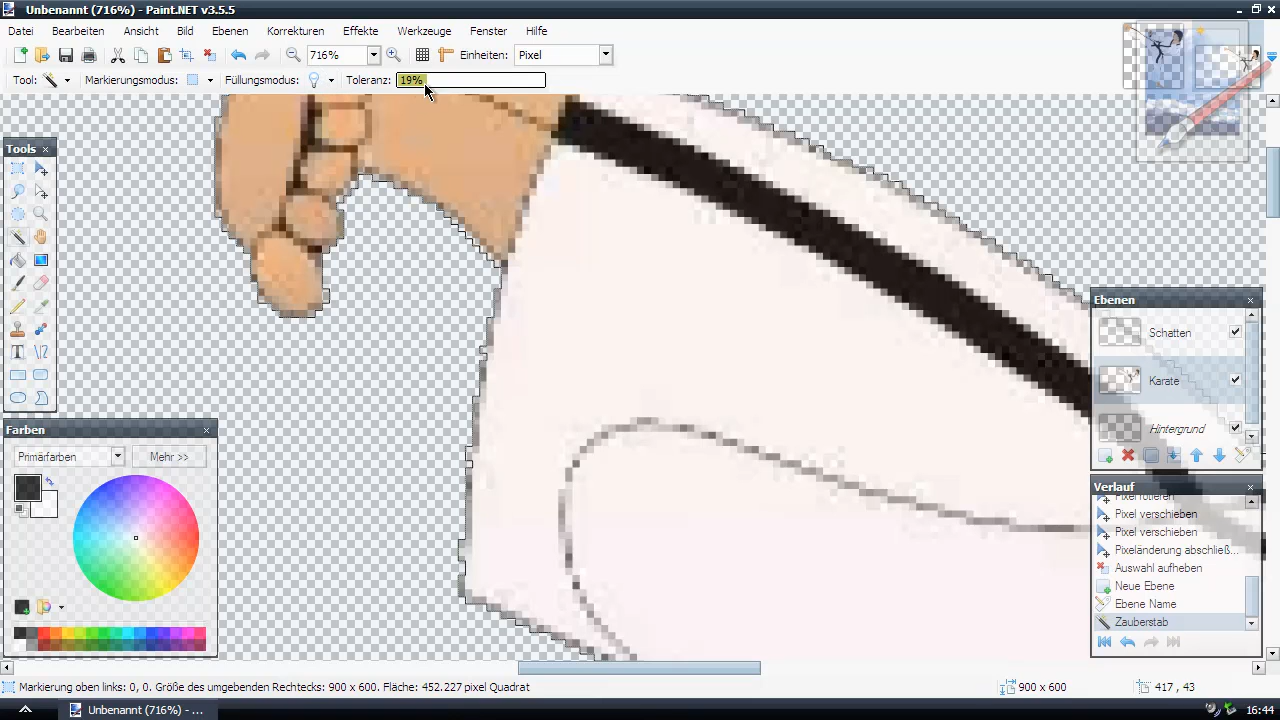 Unbenannt (716%) - Paint.NET v3.5.5
Datei Bearbeiten Ansicht Bild Ebenen Korrekturen Effekte Werkzeuge Fenster Hilfe
716% Einheiten: Pixel
Tool: Markierungsmodus: Füllungsmodus: Toleranz: 19%
Tools
Ebenen
Schatten
Karate
Hintergrund
Farben
Primärfarben Mehr >>
Verlauf
Pixel rotieren
Pixel verschieben
Pixel verschieben
Pixeländerung abschließ...
Auswahl aufheben
Neue Ebene
Ebene Name
Zauberstab
Markierung oben links: 0, 0. Größe des umgebenden Rechtecks: 900 x 600. Fläche: 452.227 pixel Quadrat 900 x 600 417 , 43
Unbenannt (716%) - ... 16:44